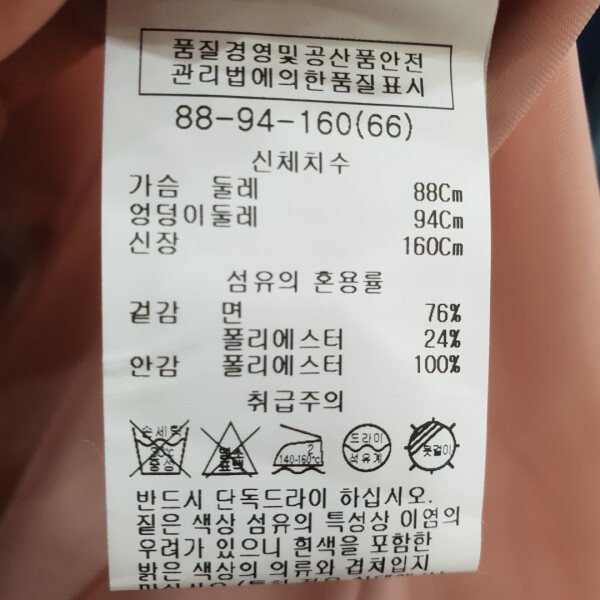 품질경영및공산품안전
관리법에의한품질표시
88-94-160(66)
신체치수
가슴 둘레 88Cm
엉덩이둘레 94Cm
신장 160Cm
섬유의 혼용률
겉감 면 76%
폴리에스터 24%
안감 폴리에스터 100%
취급주의
손세탁 30℃ 중성
염소 표백
2 140-160℃
드라이 석유계
옷걸이
반드시 단독드라이 하십시오.
짙은 색상 섬유의 특성상 이염의
우려가 있으니 흰색을 포함한
밝은 색상의 의류와 겹쳐입지